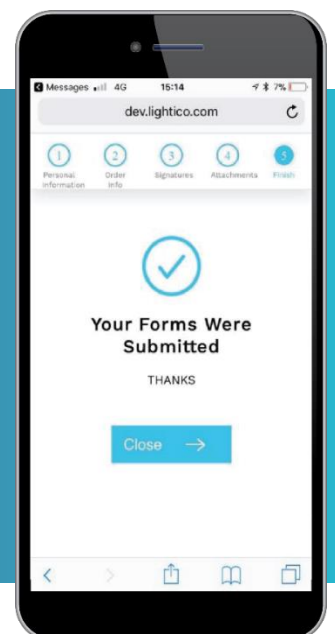 Messages 4G 15:14 7%
dev.lightico.com
1 2 3 4 5
Personal Information Order Info Signatures Attachments Finish
Your Forms Were
Submitted
THANKS
Close